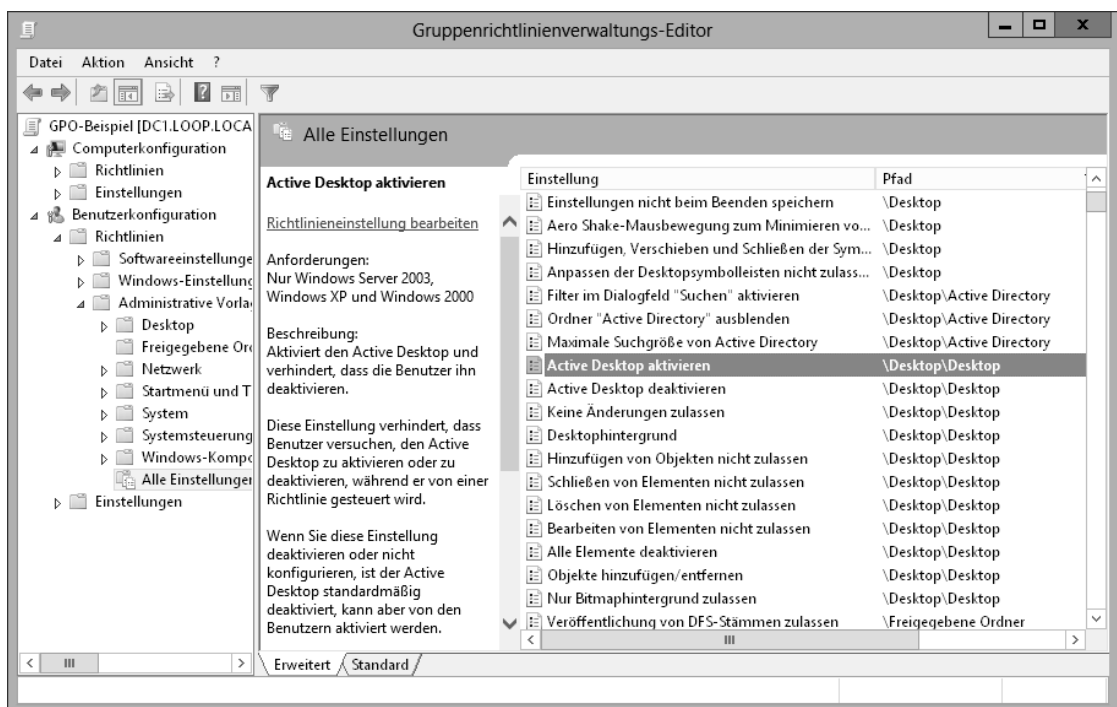 Gruppenrichtlinienverwaltungs-Editor
Datei Aktion Ansicht ?
GPO-Beispiel [DC1.LOOP.LOCA
Computerkonfiguration
Richtlinien
Einstellungen
Benutzerkonfiguration
Richtlinien
Softwareeinstellunge
Windows-Einstellung
Administrative Vorla
Desktop
Freigegebene Ord
Netzwerk
Startmenü und T
System
Systemsteuerung
Windows-Kompo
Alle Einstellungen
Einstellungen
Alle Einstellungen
Active Desktop aktivieren
Richtlinieneinstellung bearbeiten
Anforderungen:
Nur Windows Server 2003,
Windows XP und Windows 2000
Beschreibung:
Aktiviert den Active Desktop und
verhindert, dass die Benutzer ihn
deaktivieren.
Diese Einstellung verhindert, dass
Benutzer versuchen, den Active
Desktop zu aktivieren oder zu
deaktivieren, während er von einer
Richtlinie gesteuert wird.
Wenn Sie diese Einstellung
deaktivieren oder nicht
konfigurieren, ist der Active
Desktop standardmäßig
deaktiviert, kann aber von den
Benutzern aktiviert werden.
Einstellung Pfad
Einstellungen nicht beim Beenden speichern \Desktop
Aero Shake-Mausbewegung zum Minimieren vo... \Desktop
Hinzufügen, Verschieben und Schließen der Sym... \Desktop
Anpassen der Desktopsymbolleisten nicht zulass... \Desktop
Filter im Dialogfeld "Suchen" aktivieren \Desktop\Active Directory
Ordner "Active Directory" ausblenden \Desktop\Active Directory
Maximale Suchgröße von Active Directory \Desktop\Active Directory
Active Desktop aktivieren \Desktop\Desktop
Active Desktop deaktivieren \Desktop\Desktop
Keine Änderungen zulassen \Desktop\Desktop
Desktophintergrund \Desktop\Desktop
Hinzufügen von Objekten nicht zulassen \Desktop\Desktop
Schließen von Elementen nicht zulassen \Desktop\Desktop
Löschen von Elementen nicht zulassen \Desktop\Desktop
Bearbeiten von Elementen nicht zulassen \Desktop\Desktop
Alle Elemente deaktivieren \Desktop\Desktop
Objekte hinzufügen/entfernen \Desktop\Desktop
Nur Bitmaphintergrund zulassen \Desktop\Desktop
Veröffentlichung von DFS-Stämmen zulassen \Freigegebene Ordner
Erweitert Standard